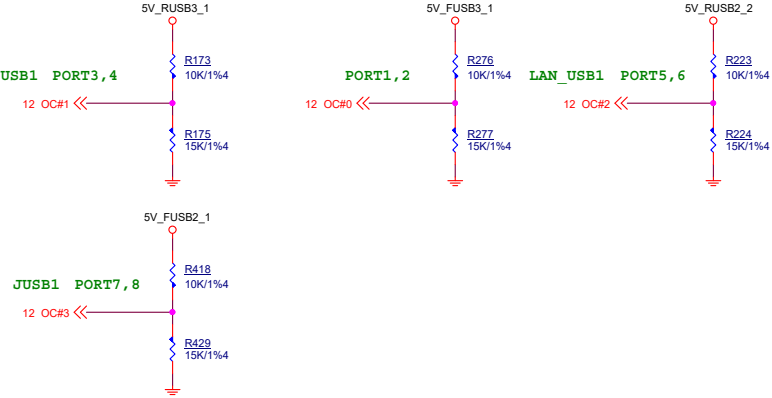 5V_RUSB3_1
R173
10K/1%4
USB1 PORT3,4
12 OC#1
R175
15K/1%4
5V_FUSB3_1
R276
10K/1%4
PORT1,2
12 OC#0
R277
15K/1%4
5V_RUSB2_2
R223
10K/1%4
LAN_USB1 PORT5,6
12 OC#2
R224
15K/1%4
5V_FUSB2_1
R418
10K/1%4
JUSB1 PORT7,8
12 OC#3
R429
15K/1%4